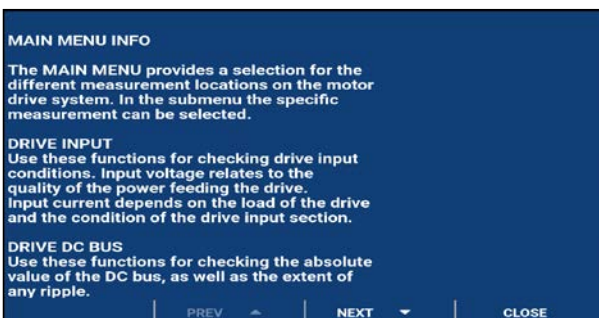 MAIN MENU INFO
The MAIN MENU provides a selection for the
different measurement locations on the motor
drive system. In the submenu the specific
measurement can be selected.
DRIVE INPUT
Use these functions for checking drive input
conditions. Input voltage relates to the
quality of the power feeding the drive.
Input current depends on the load of the drive
and the condition of the drive input section.
DRIVE DC BUS
Use these functions for checking the absolute
value of the DC bus, as well as the extent of
any ripple.
PREV NEXT CLOSE